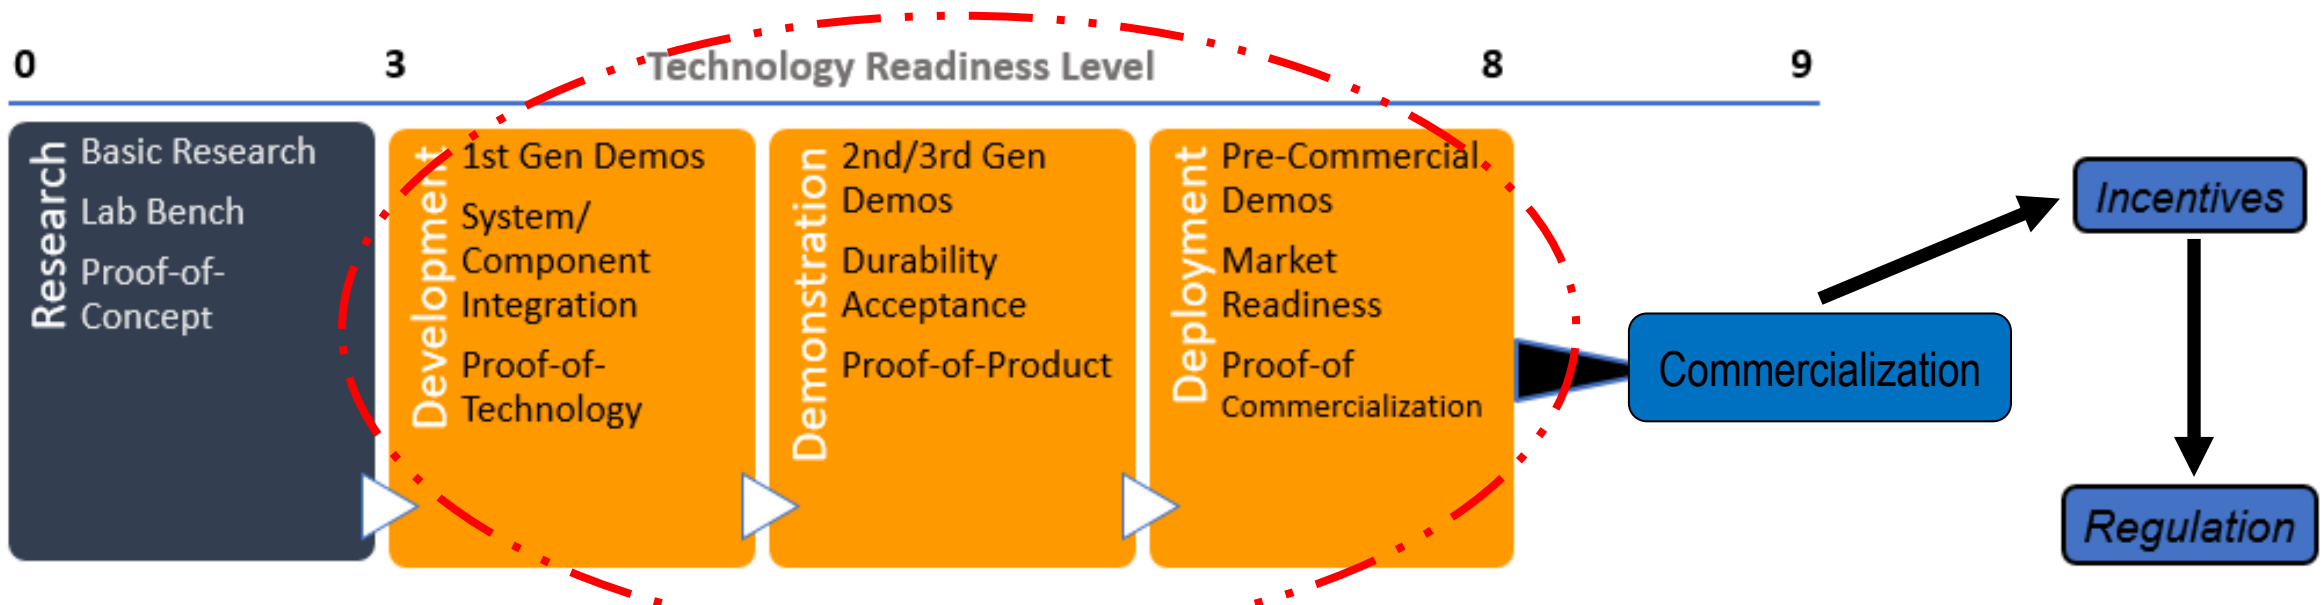 0 3 Technology Readiness Level 8 9
Research
Basic Research
Lab Bench
Proof-of-
Concept
Development
1st Gen Demos
System/
Component
Integration
Proof-of-
Technology
Demonstration
2nd/3rd Gen
Demos
Durability
Acceptance
Proof-of-Product
Deployment
Pre-Commercial
Demos
Market
Readiness
Proof-of
Commercialization
Commercialization
Incentives
Regulation